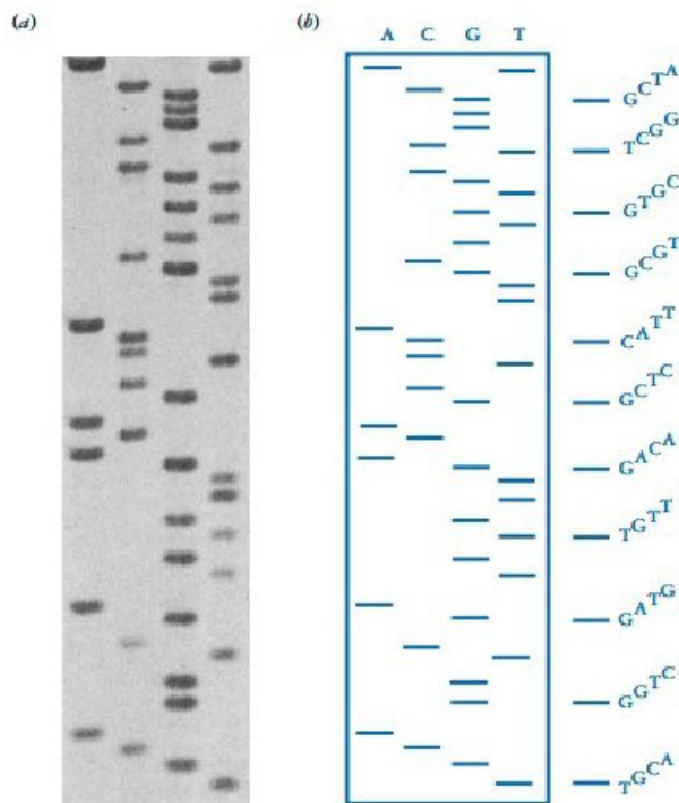 (a)
(b)
A C G T
GCTA
TCGG
GTGC
GCGT
CATT
GCTC
GACA
TGTT
GATG
GGTC
TGCA